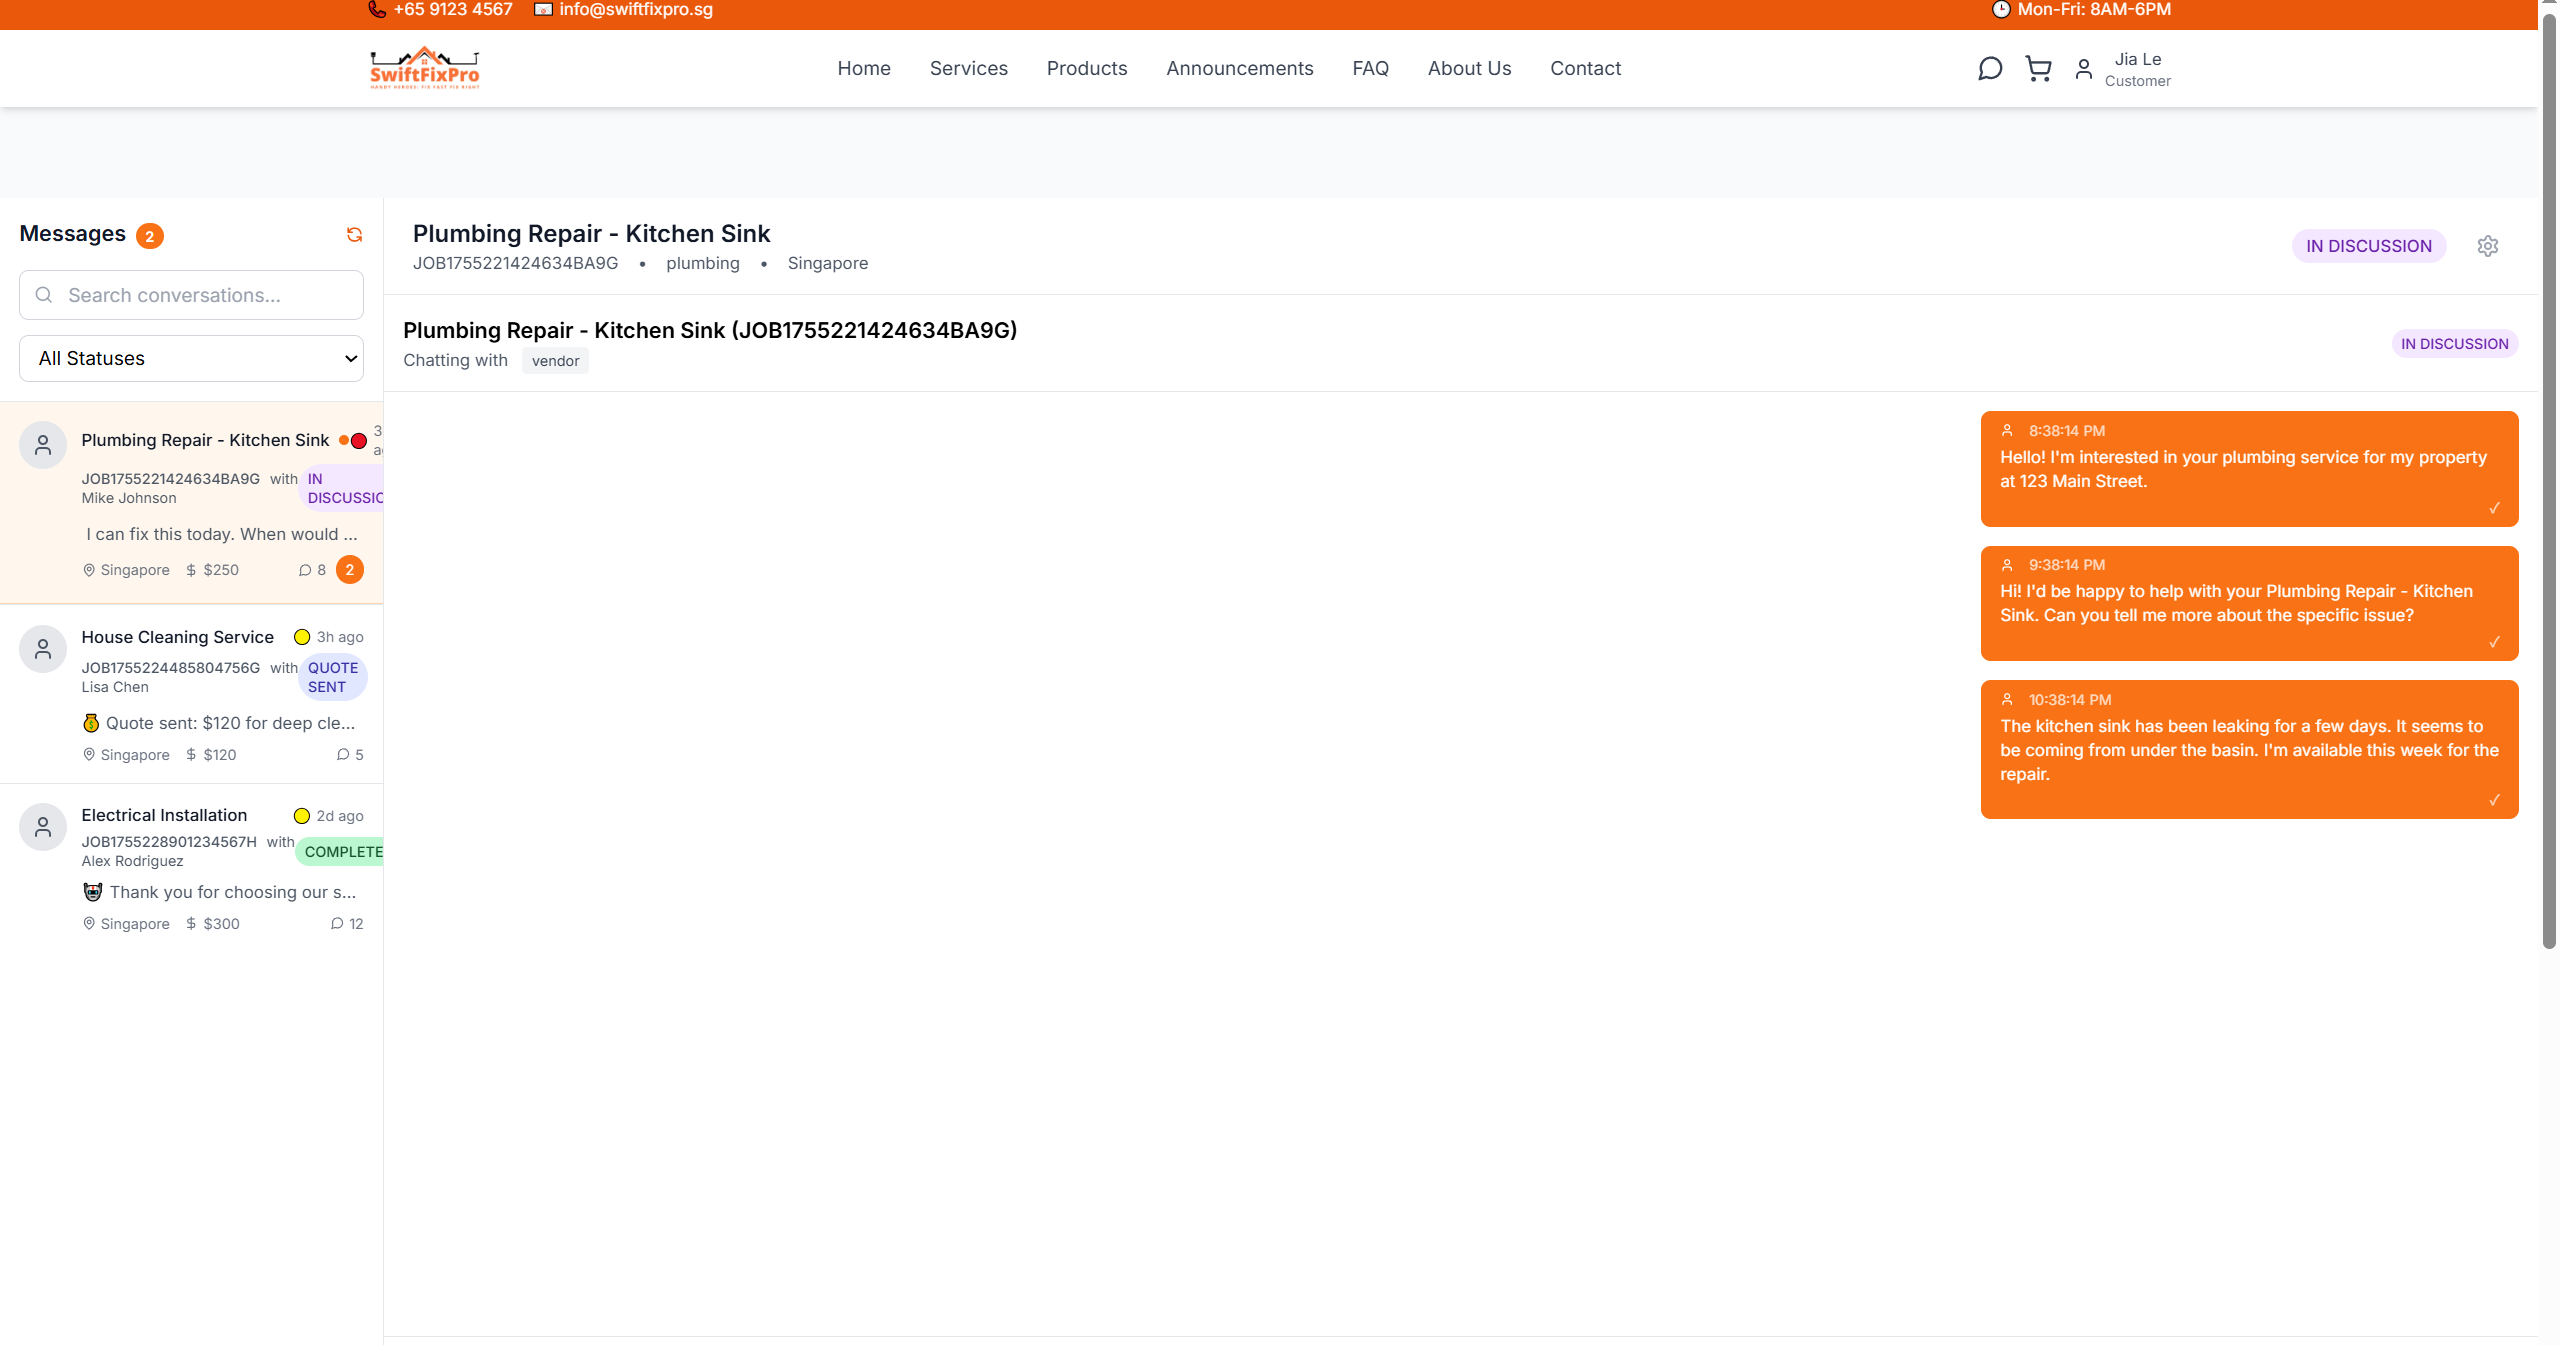 +65 9123 4567 info@swiftfixpro.sg Mon-Fri: 8AM-6PM
SwiftFixPro
HANDY HEROES: FIX FAST FIX RIGHT
Home Services Products Announcements FAQ About Us Contact
Jia Le
Customer
Messages 2
Search conversations...
All Statuses
Plumbing Repair - Kitchen Sink 3
JOB1755221424634BA9G with
Mike Johnson
IN
DISCUSSIO
I can fix this today. When would ...
Singapore $ $250 8 2
House Cleaning Service 3h ago
JOB1755224485804756G with
Lisa Chen
QUOTE
SENT
Quote sent: $120 for deep cle...
Singapore $ $120 5
Electrical Installation 2d ago
JOB1755228901234567H with
Alex Rodriguez
COMPLETE
Thank you for choosing our s...
Singapore $ $300 12
Plumbing Repair - Kitchen Sink
JOB1755221424634BA9G • plumbing • Singapore
IN DISCUSSION
Plumbing Repair - Kitchen Sink (JOB1755221424634BA9G)
Chatting with vendor
IN DISCUSSION
8:38:14 PM
Hello! I'm interested in your plumbing service for my property
at 123 Main Street.
✓
9:38:14 PM
Hi! I'd be happy to help with your Plumbing Repair - Kitchen
Sink. Can you tell me more about the specific issue?
✓
10:38:14 PM
The kitchen sink has been leaking for a few days. It seems to
be coming from under the basin. I'm available this week for the
repair.
✓